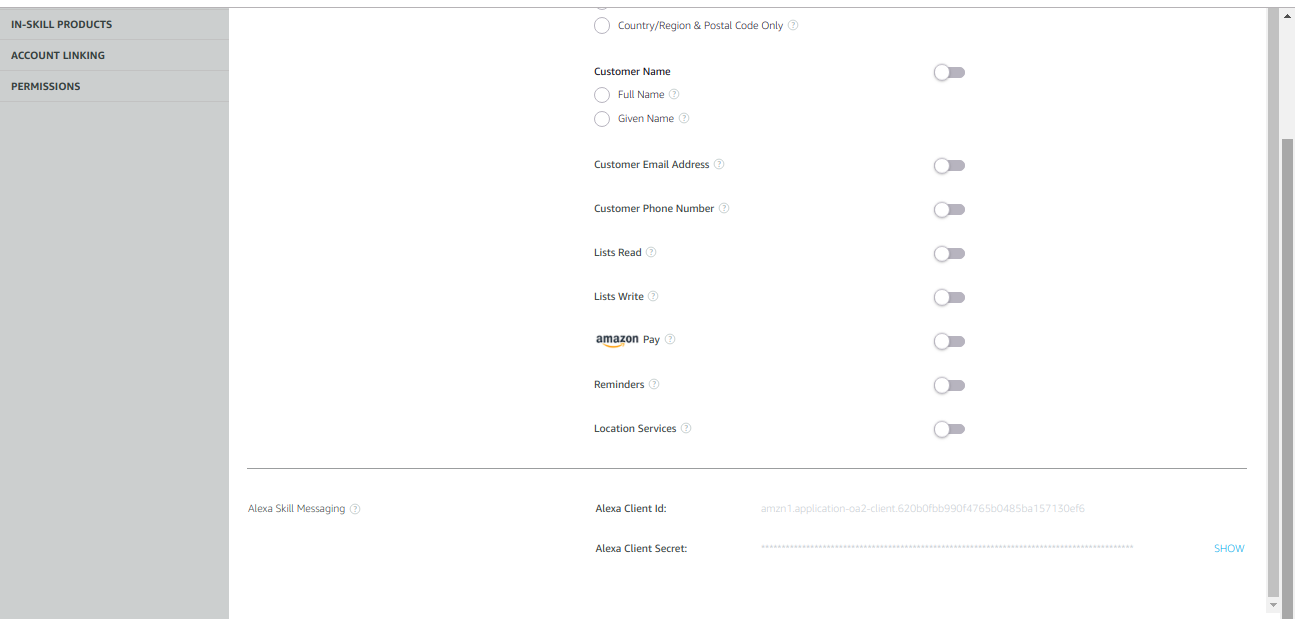 IN-SKILL PRODUCTS
ACCOUNT LINKING
PERMISSIONS
Country/Region & Postal Code Only ?
Customer Name
Full Name ?
Given Name ?
Customer Email Address ?
Customer Phone Number ?
Lists Read ?
Lists Write ?
amazon Pay ?
Reminders ?
Location Services ?
Alexa Skill Messaging ?
Alexa Client Id: amzn1.application-oa2-client.620b0fbb990f4765b0485ba157130ef6
Alexa Client Secret: ******************************************************************************************* SHOW